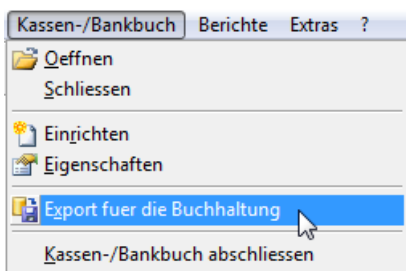 Kassen-/Bankbuch Berichte Extras ?
Oeffnen
Schliessen
Einrichten
Eigenschaften
Export fuer die Buchhaltung
Kassen-/Bankbuch abschliessen